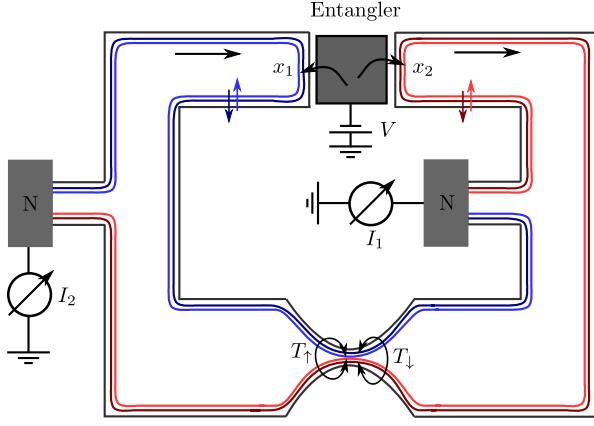 Entangler
x₁
x₂
V
N
N
I₁
I₂
T↑
T↓